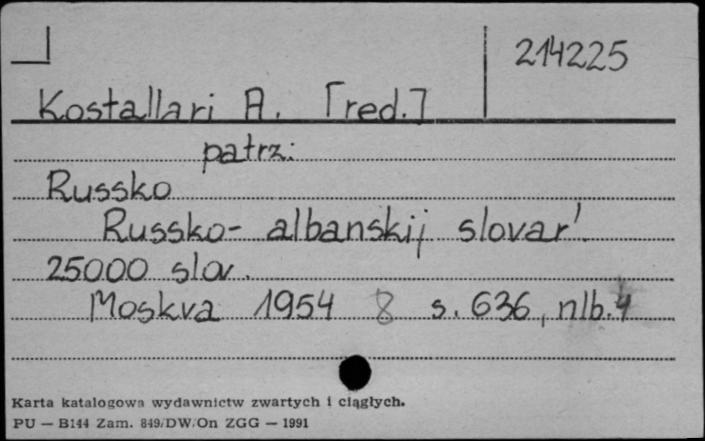 214225
Kostallari A. [red.]
patrz:
Russko
Russko- albanskij slovar'
25000 slov.
Moskva 1954 8 s. 636, nlb. 4
Karta katalogowa wydawnictw zwartych i ciągłych.
PU — B144 Zam. 849/DW/On ZGG — 1991